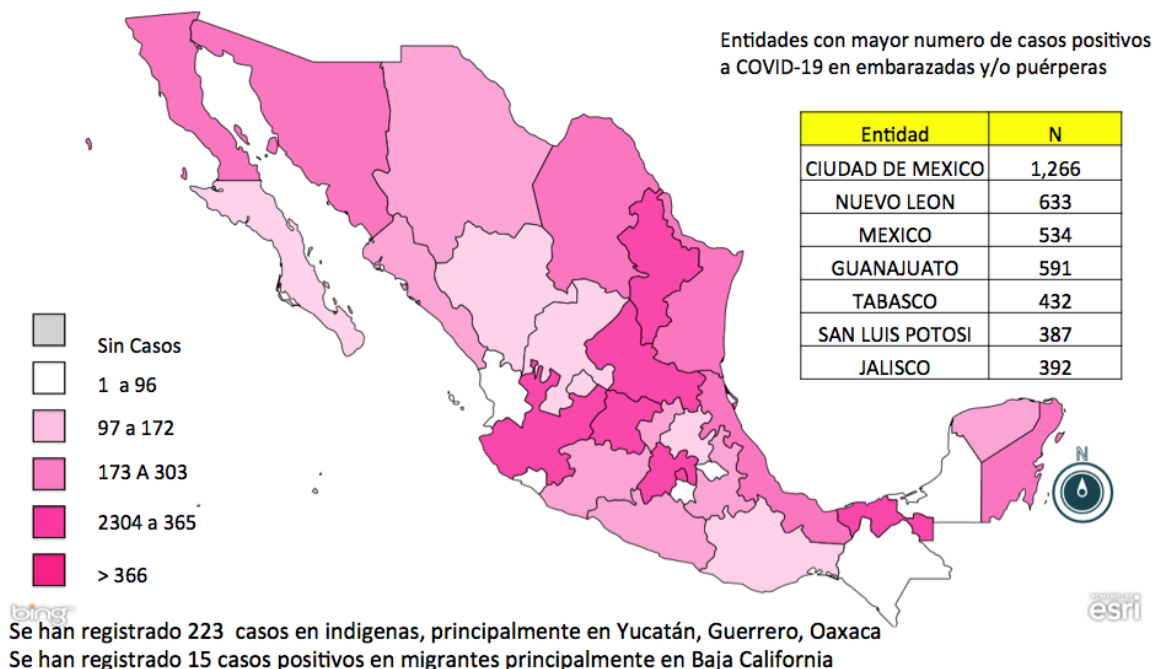 Entidades con mayor numero de casos positivos
a COVID-19 en embarazadas y/o puérperas
Entidad N
CIUDAD DE MEXICO 1,266
NUEVO LEON 633
MEXICO 534
GUANAJUATO 591
TABASCO 432
SAN LUIS POTOSI 387
JALISCO 392
Sin Casos
1 a 96
97 a 172
173 A 303
2304 a 365
> 366
N
bing
esri
Se han registrado 223 casos en indigenas, principalmente en Yucatán, Guerrero, Oaxaca
Se han registrado 15 casos positivos en migrantes principalmente en Baja California